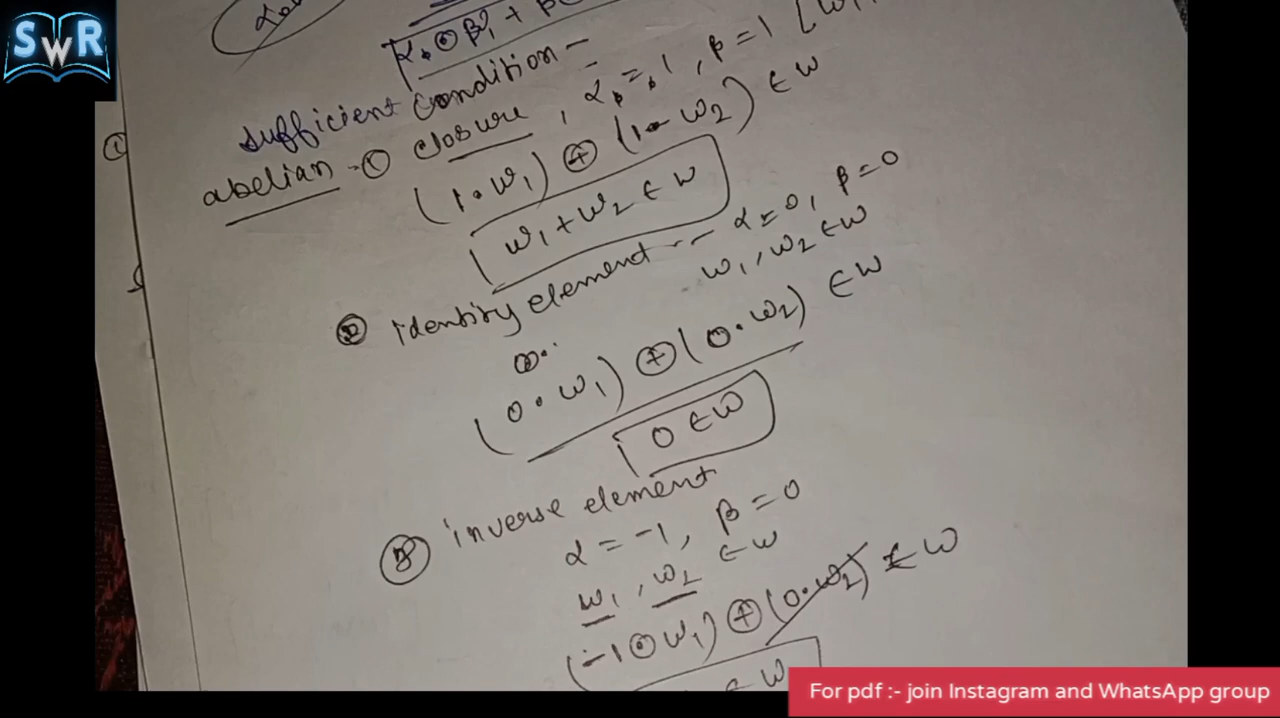 SWR
α.⊙β₁ + β
sufficient condition -
abelian - ① closure , α = 1 , β = 1
(1·w₁) ⊕ (1·w₂) ∈ W
w₁ + w₂ ∈ W
② identity element -- α = 0, β = 0
w₁, w₂ ∈ W
0·
(0·w₁) ⊕ (0·w₂) ∈ W
0 ∈ W
③ inverse element
α = -1, β = 0
w₁, w₂ ∈ W
(-1 ⊙ w₁) ⊕ (0·w₂) ∈ W
∈ W
For pdf :- join Instagram and WhatsApp group